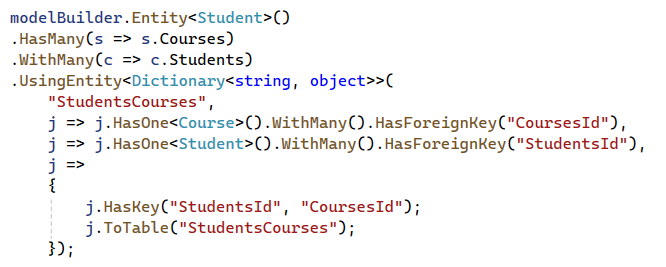 modelBuilder.Entity<Student>()
.HasMany(s => s.Courses)
.WithMany(c => c.Students)
.UsingEntity<Dictionary<string, object>>(
    "StudentsCourses",
    j => j.HasOne<Course>().WithMany().HasForeignKey("CoursesId"),
    j => j.HasOne<Student>().WithMany().HasForeignKey("StudentsId"),
    j =>
    {
        j.HasKey("StudentsId", "CoursesId");
        j.ToTable("StudentsCourses");
    });